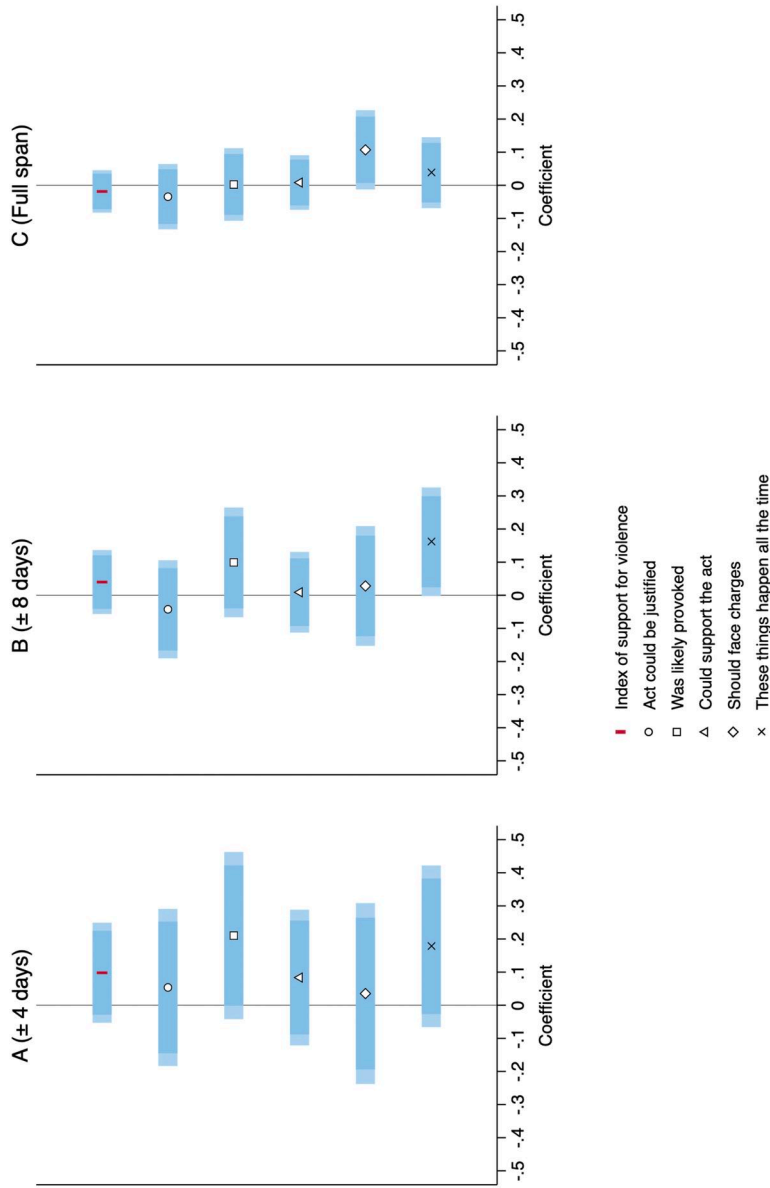 A (± 4 days)
-.5 -.4 -.3 -.2 -.1 0 .1 .2 .3 .4 .5
Coefficient
B (± 8 days)
-.5 -.4 -.3 -.2 -.1 0 .1 .2 .3 .4 .5
Coefficient
C (Full span)
-.5 -.4 -.3 -.2 -.1 0 .1 .2 .3 .4 .5
Coefficient
Index of support for violence
Act could be justified
Was likely provoked
Could support the act
Should face charges
These things happen all the time